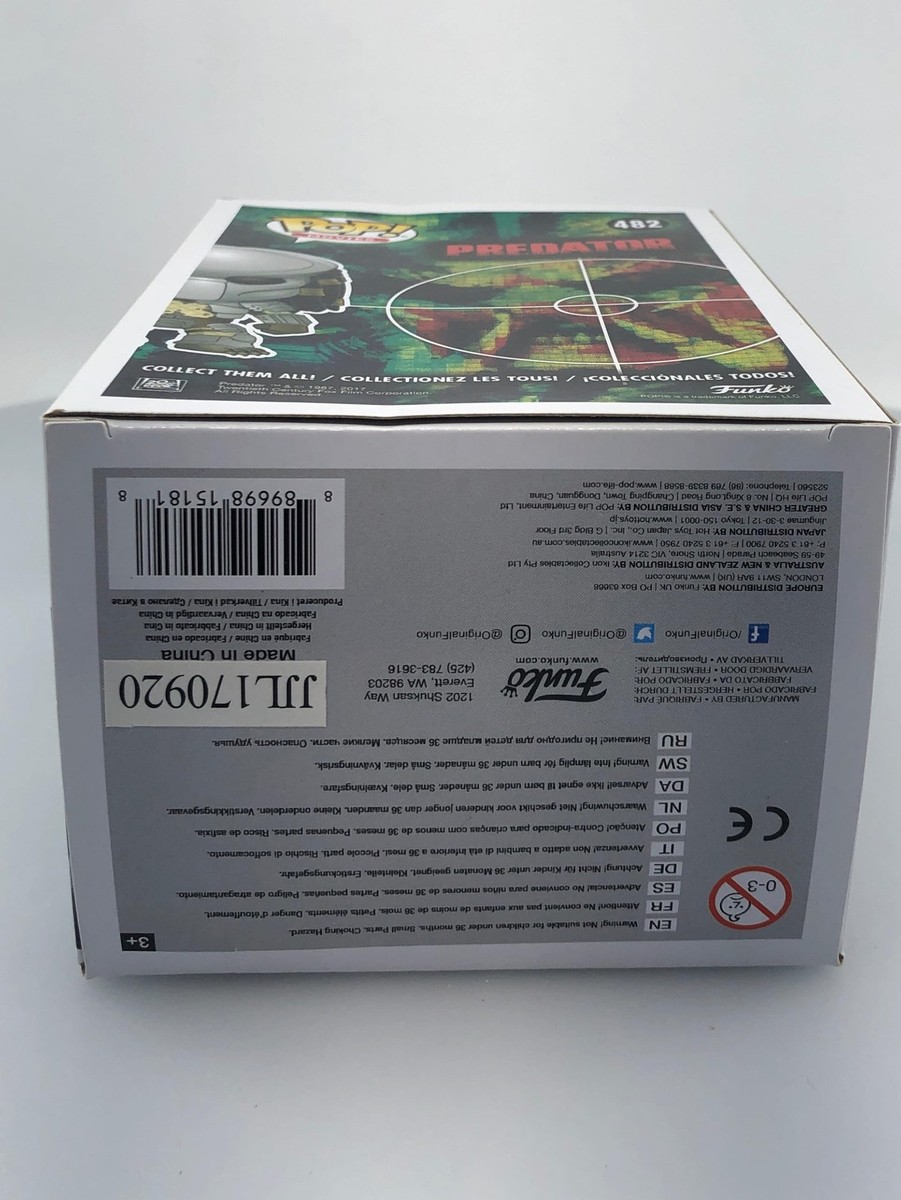 POP!
MOVIES
482
PREDATOR
COLLECT THEM ALL! / COLLECTIONEZ LES TOUS! / ¡COLECCIÓNALES TODOS!
Predator ™ & © 1987, 2017
Twentieth Century Fox Film Corporation.
All Rights Reserved.
Funko
POP!® is a trademark of Funko, LLC
3+
EN Warning! Not suitable for children under 36 months. Small Parts. Choking Hazard.
FR Attention! Ne convient pas aux enfants de moins de 36 mois. Petits éléments. Danger d'étouffement.
ES Advertencia! No conviene para niños menores de 36 meses. Partes pequeñas. Peligro de atragantamiento.
DE Achtung! Nicht für Kinder unter 36 Monaten geeignet. Kleinteile. Erstickungsgefahr.
IT Avvertenza! Non adatto a bambini di età inferiore a 36 mesi. Piccole parti. Rischio di soffocamento.
PO Atenção! Contra-indicado para crianças com menos de 36 meses. Pequenas partes. Risco de asfixia.
NL Waarschuwing! Niet geschikt voor kinderen jonger dan 36 maanden. Kleine onderdelen. Verstikkingsgevaar.
DA Advarsel! Ikke egnet til børn under 36 måneder. Små dele. Kvælningsfare.
SW Varning! Inte lämplig för barn under 36 månader. Små delar. Kvävningsrisk.
RU Внимание! Не пригодно для детей младше 36 месяцев. Мелкие части. Опасность удушья.
0-3
CE
MANUFACTURED BY • FABRIQUÉ PAR:
FABRICADO POR • HERGESTELLT DURCH:
FABBRICATO DA • FABRICADO POR:
VERVAARDIGD DOOR • FREMSTILLET AF:
TILLVERKAD AV • Производитель:
Funko
www.funko.com
1202 Shuksan Way
Everett, WA 98203
(425) 783-3616
JJL170920
/OriginalFunko
@OriginalFunko
@OriginalFunko
Made In China
Fabriqué en Chine / Fabricado en China
Hergestellt in China / Fabbricato in China
Fabricado na China / Vervaardigd in China
Produceret i Kina / Tillverkad i Kina / Сделано в Китае
8 89698 15181 8
EUROPE DISTRIBUTION BY: Funko UK | PO Box 83668
LONDON, SW11 9AR (UK) | www.funko.com
AUSTRALIA & NEW ZEALAND DISTRIBUTION BY: Ikon Collectables Pty Ltd
49-59 Seabeach Parade | North Shore, VIC 3214 Australia
P: +61 3 5240 7900 | F: +61 3 5240 7950 | www.ikoncollectables.com.au
JAPAN DISTRIBUTION BY: Hot Toys Japan Co., Inc. | G Bldg 3rd Floor
Jingumae 3-30-12 | Tokyo 150-0001 | www.hottoys.jp
GREATER CHINA & S.E. ASIA DISTRIBUTION BY: POP Life Entertainment, Ltd
POP Life HQ | No. 8 XingLong Road | Changping Town, Dongguan, China
523560 | Telephone: (86) 769 8339-8588 | www.pop-life.com